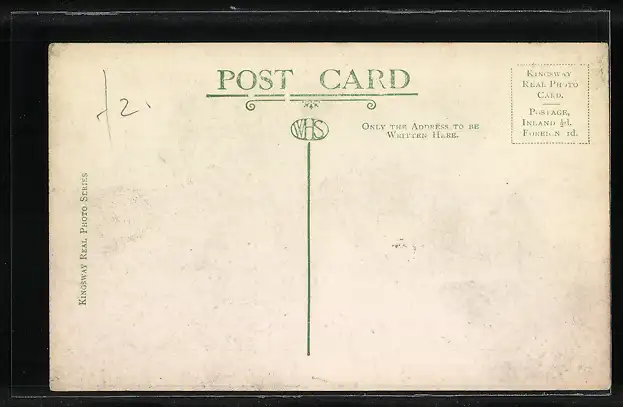 POST CARD
WHS
ONLY THE ADDRESS TO BE
WRITTEN HERE.
KINGSWAY
REAL PHOTO
CARD.
POSTAGE,
INLAND ½d.
FOREIGN 1d.
KINGSWAY REAL PHOTO SERIES